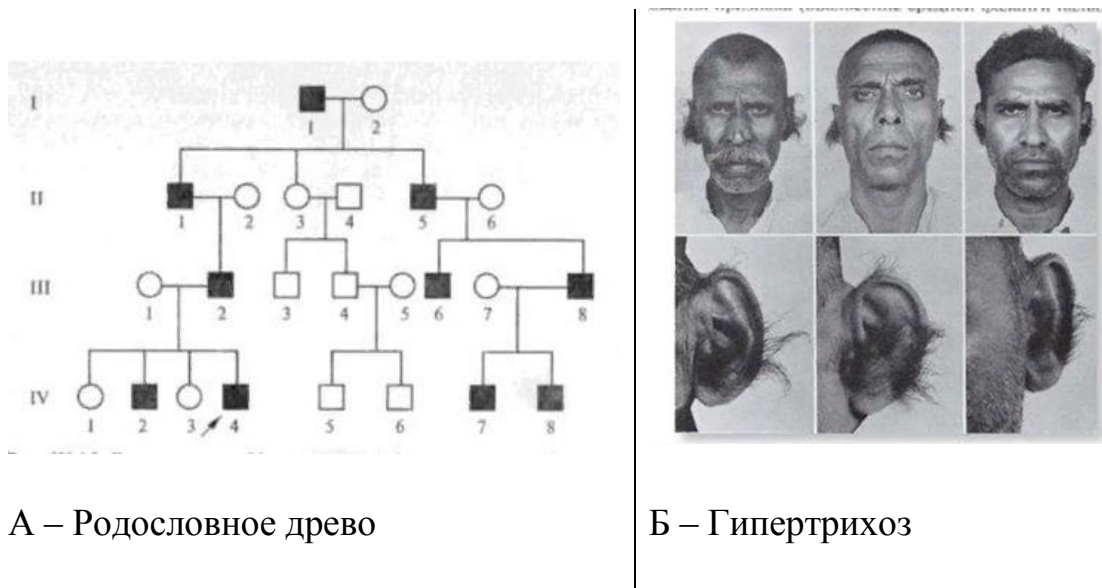 I
1 2
II
1 2 3 4 5 6
III
1 2 3 4 5 6 7 8
IV
1 2 3 4 5 6 7 8
А – Родословное древо
Б – Гипертрихоз